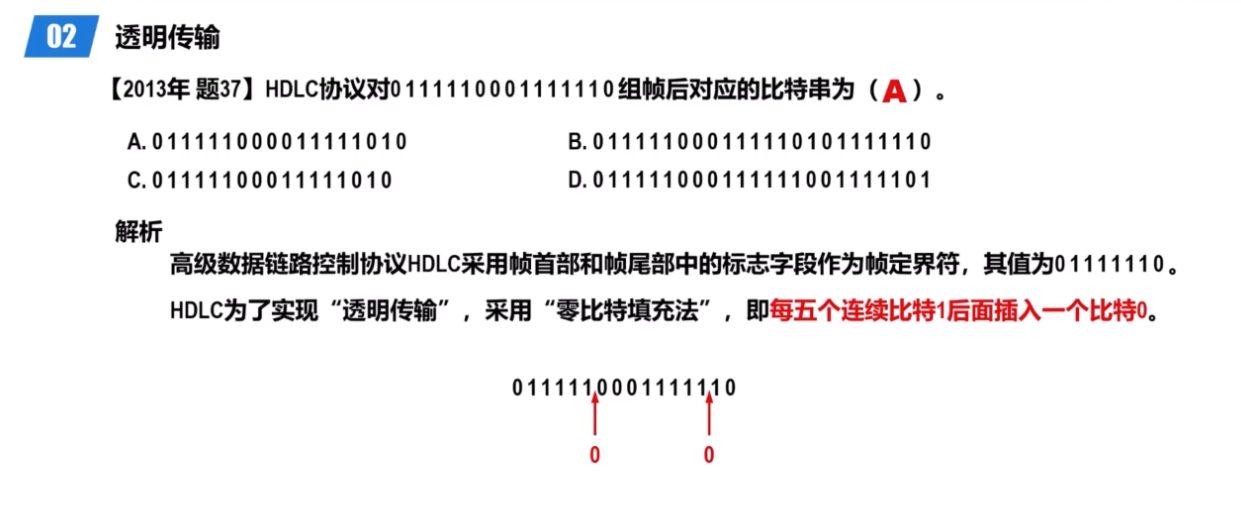 02 透明传输
【2013年 题37】HDLC协议对0111110001111110组帧后对应的比特串为（A）。
A. 011111000011111010 B. 011111000111110101111110
C. 01111100011111010 D. 011111000111111001111101
解析
高级数据链路控制协议HDLC采用帧首部和帧尾部中的标志字段作为帧定界符，其值为01111110。
HDLC为了实现“透明传输”，采用“零比特填充法”，即每五个连续比特1后面插入一个比特0。
0111110001111110
0 0